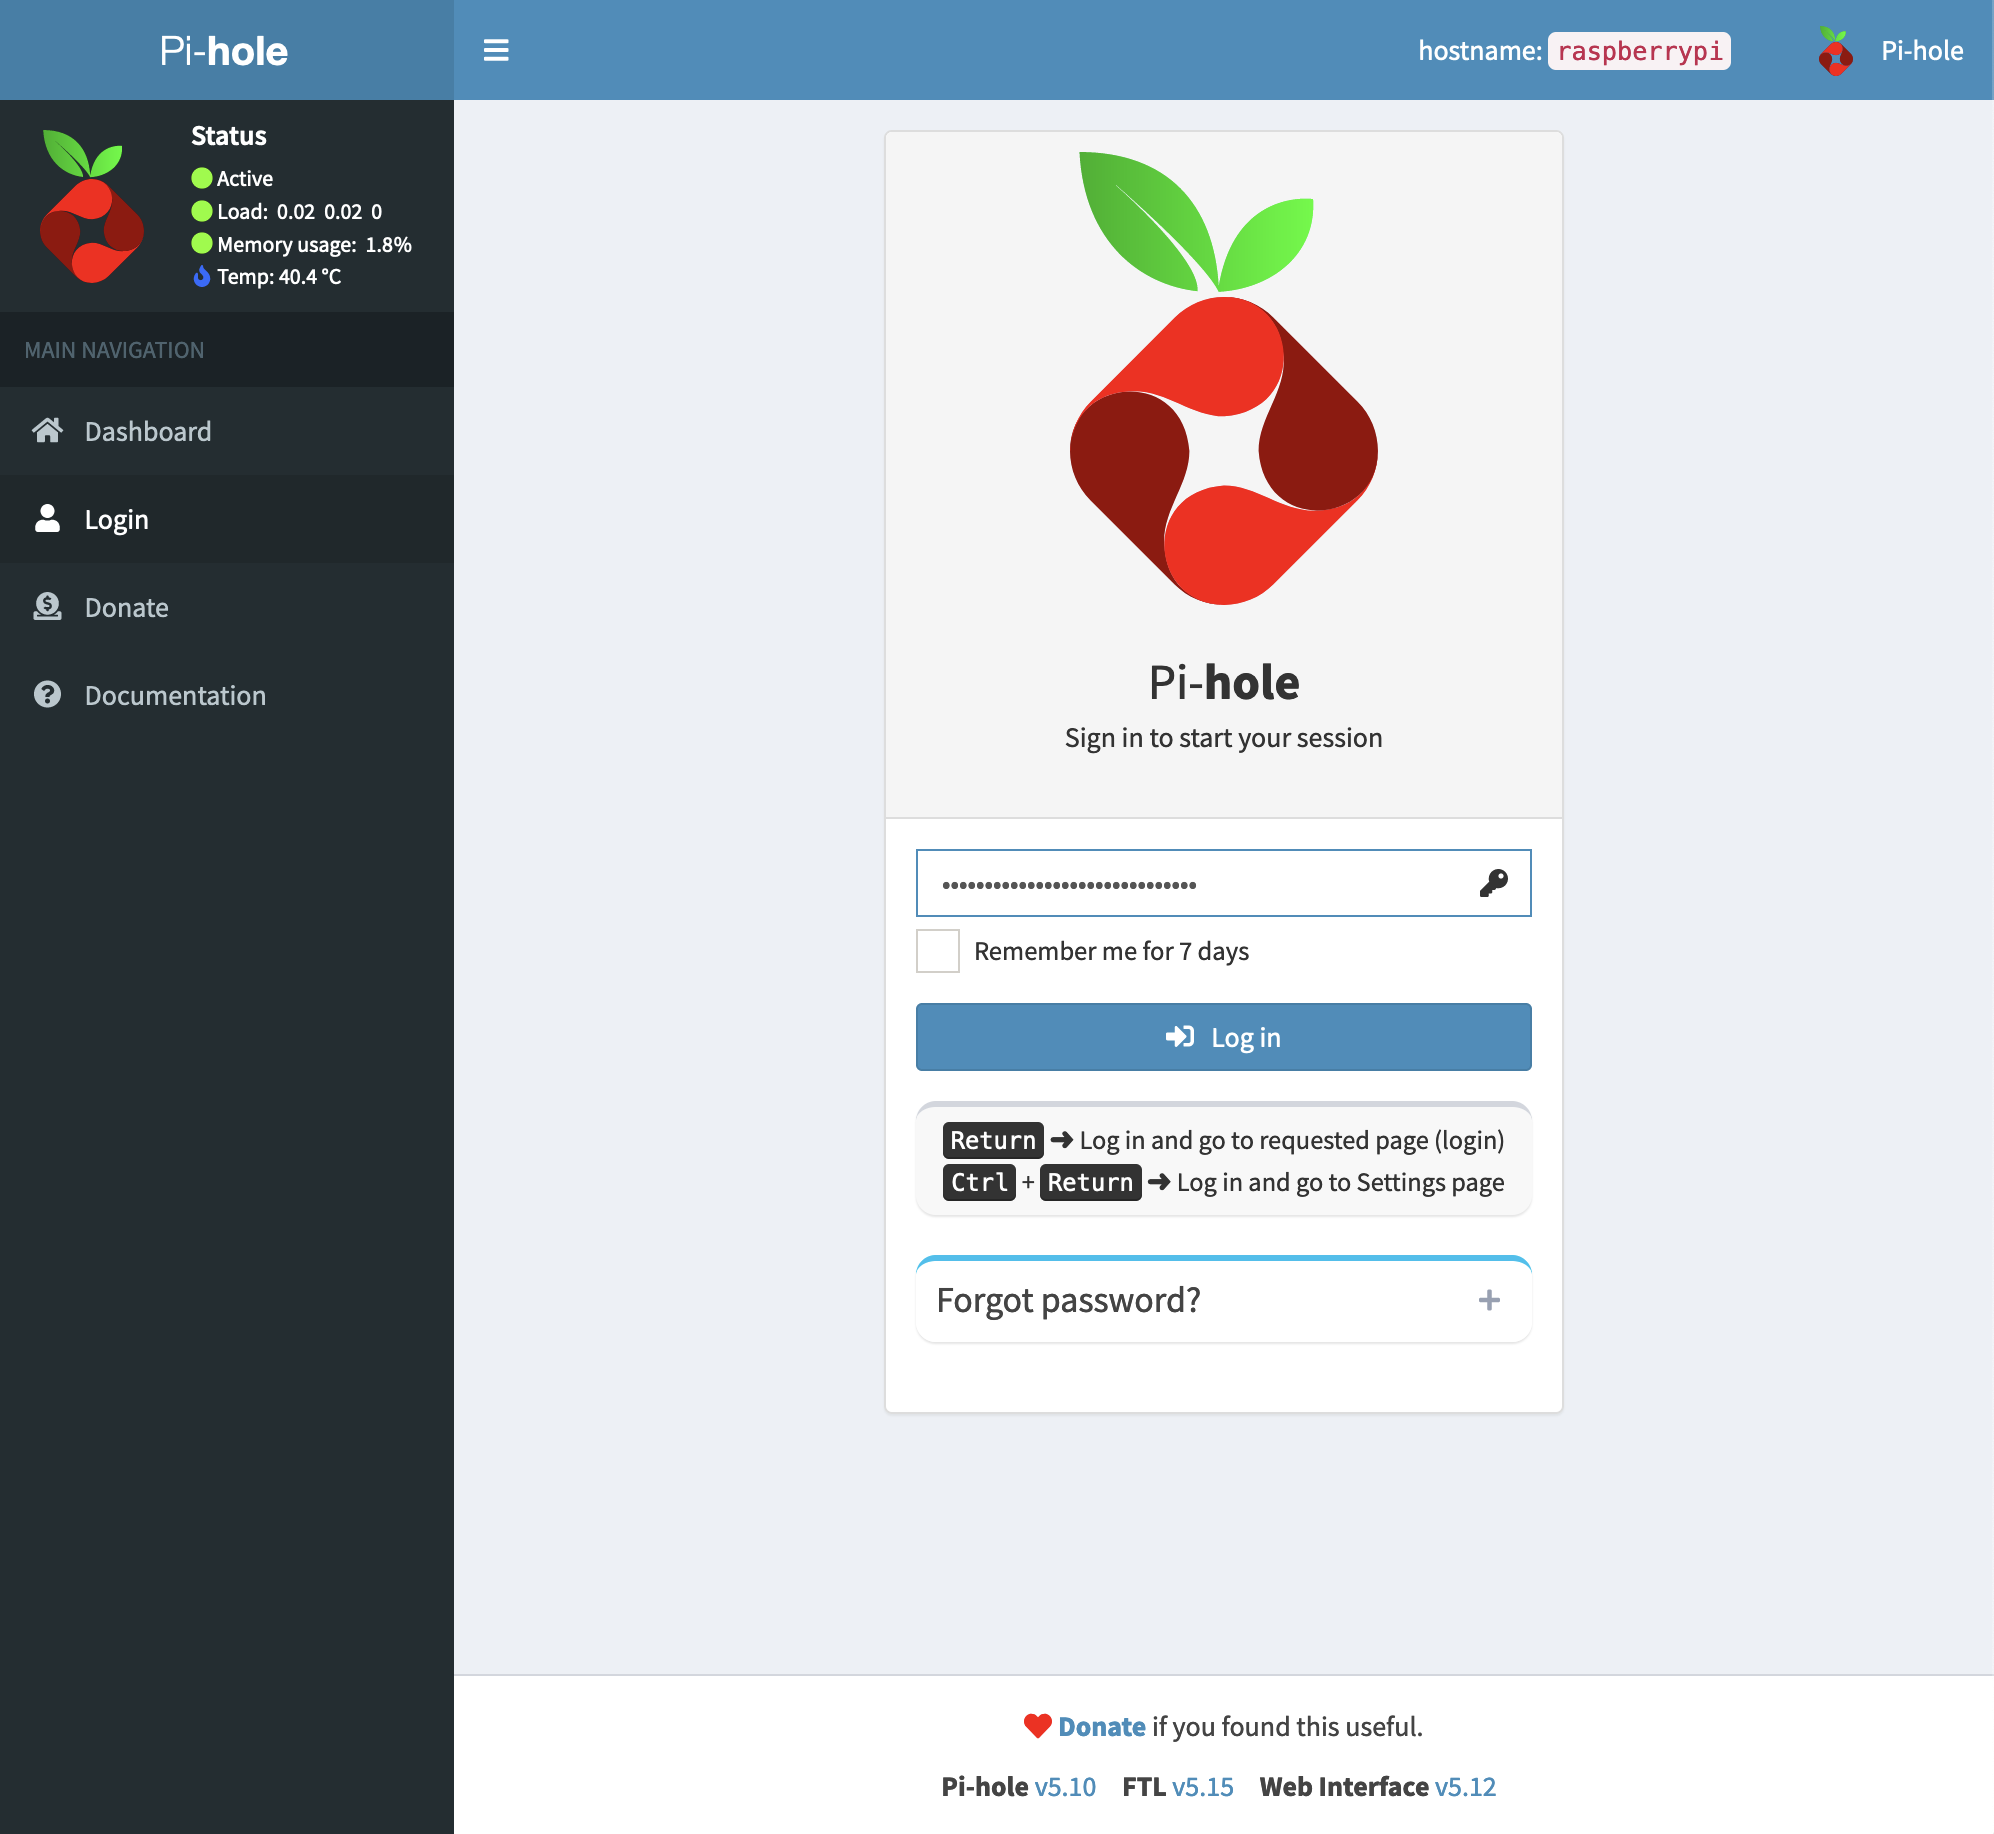 Pi-hole
hostname: raspberrypi
Pi-hole
Status
Active
Load: 0.02 0.02 0
Memory usage: 1.8%
Temp: 40.4 °C
MAIN NAVIGATION
Dashboard
Login
Donate
Documentation
Pi-hole
Sign in to start your session
••••••••••••••••••••••••••••••
Remember me for 7 days
Log in
Return ➜ Log in and go to requested page (login)
Ctrl + Return ➜ Log in and go to Settings page
Forgot password?
Donate if you found this useful.
Pi-hole v5.10 FTL v5.15 Web Interface v5.12